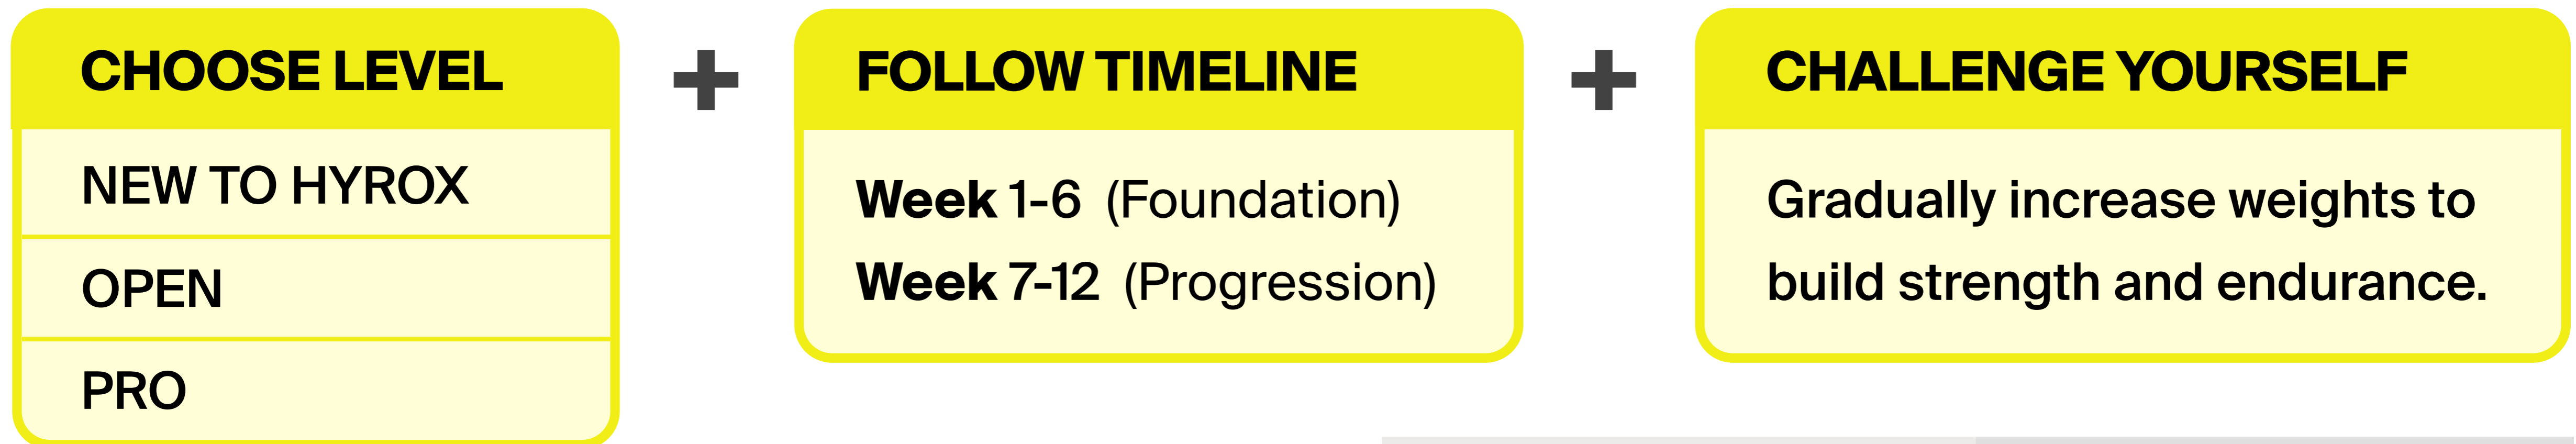 CHOOSE LEVEL
NEW TO HYROX
OPEN
PRO
+
FOLLOW TIMELINE
Week 1-6 (Foundation)
Week 7-12 (Progression)
+
CHALLENGE YOURSELF
Gradually increase weights to
build strength and endurance.